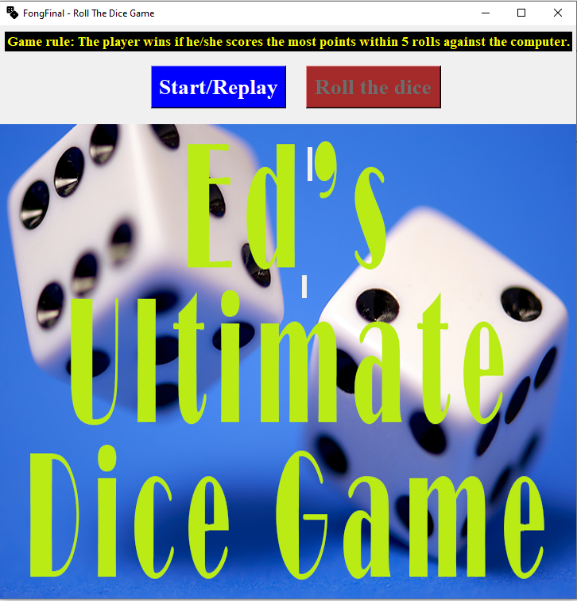 FongFinal - Roll The Dice Game
Game rule: The player wins if he/she scores the most points within 5 rolls against the computer.
Start/Replay
Roll the dice
Ed's
Ultimate
Dice Game